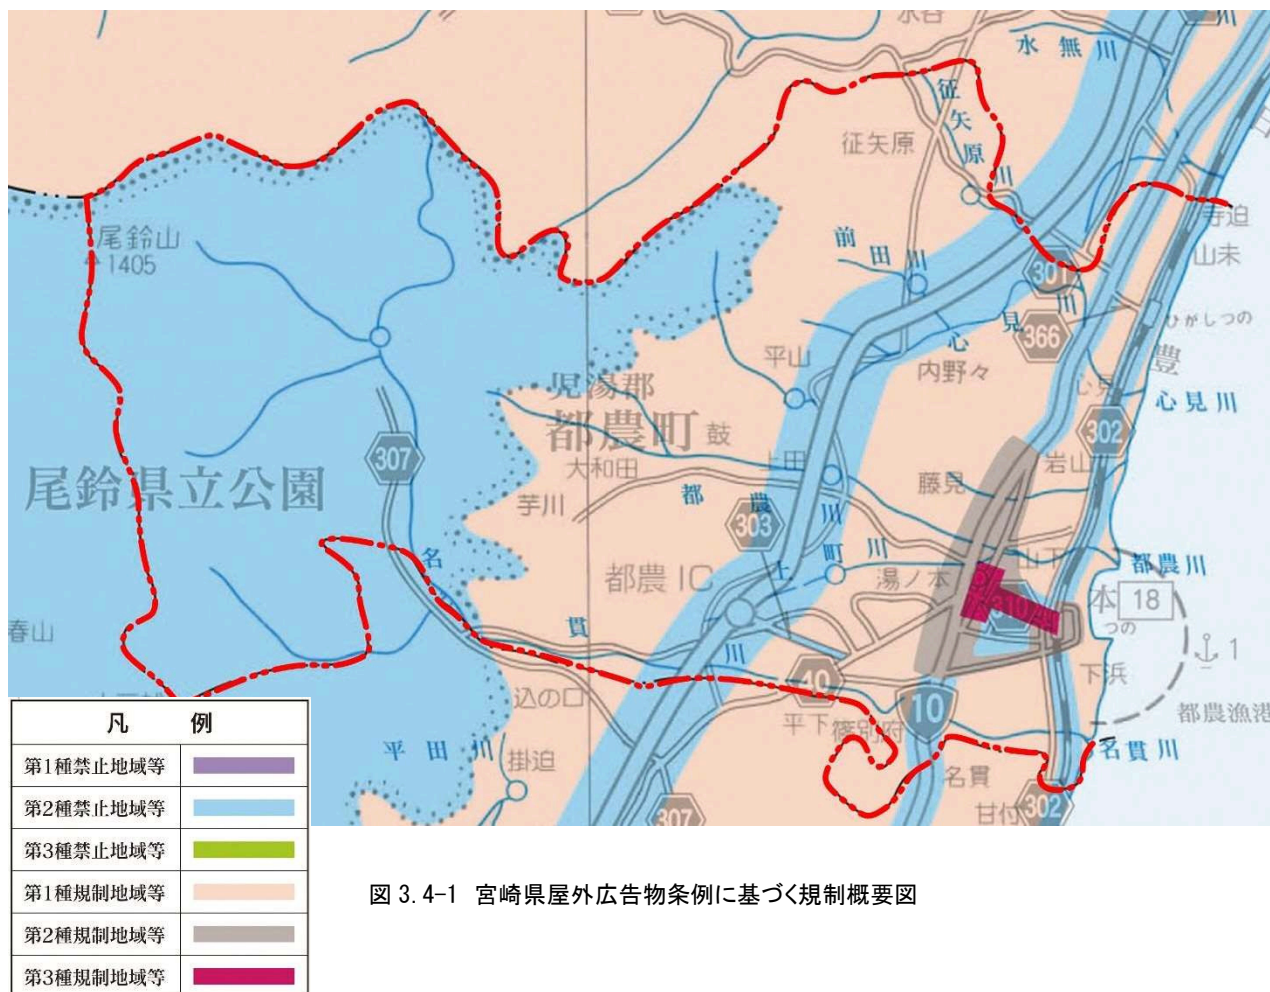 水無川
征矢原
征矢原川
寺迫
山末
尾鈴山
1405
前田川
301
ひがしつの
366
心見川
豊
平山
内野々
心見
心見川
児湯郡
都農町
鼓
302
307
大和田
上田
岩山
藤見
尾鈴県立公園
芋川
都農川
303
名貫川
町川
山下
都農川
都農IC
湯ノ本
310
本
18
つの
春山
1
下浜
込の口
40
10
都農漁港
平下
篠別府
平田川
掛迫
名貫川
名貫
307
甘付
302
凡例
第1種禁止地域等
第2種禁止地域等
第3種禁止地域等
第1種規制地域等
第2種規制地域等
第3種規制地域等
図 3.4-1 宮崎県屋外広告物条例に基づく規制概要図